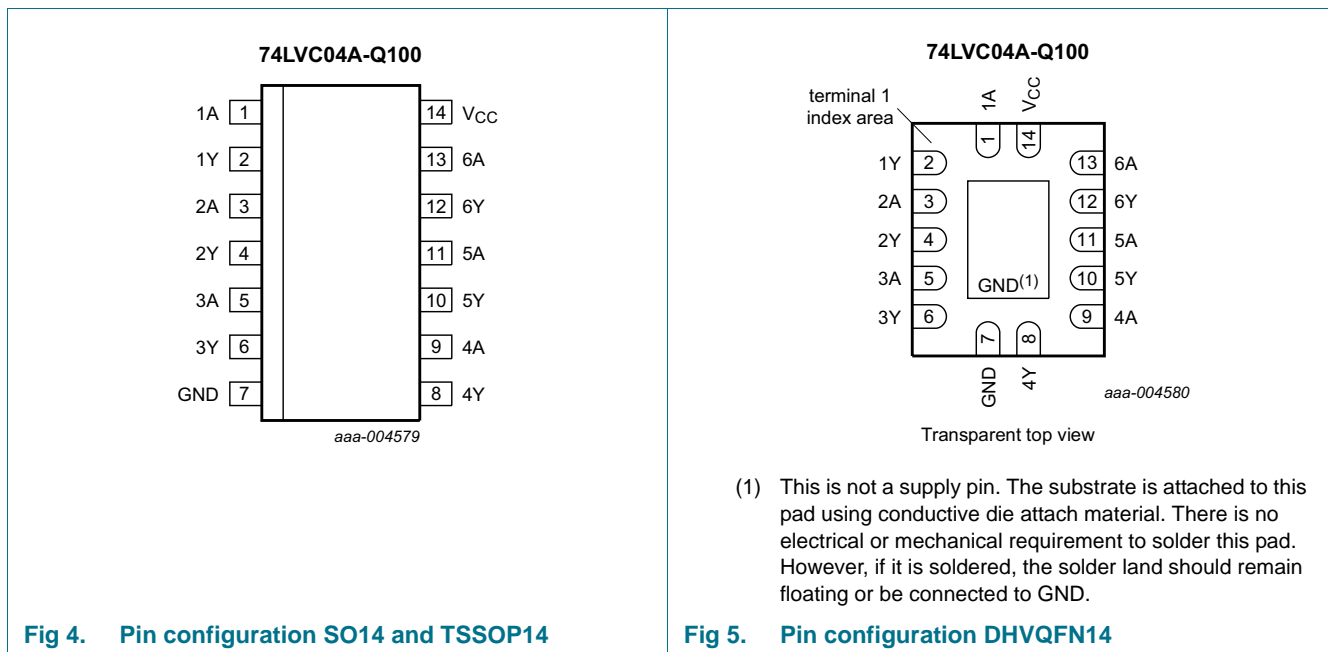 74LVC04A-Q100
1A 1 14 VCC
1Y 2 13 6A
2A 3 12 6Y
2Y 4 11 5A
3A 5 10 5Y
3Y 6 9 4A
GND 7 8 4Y
aaa-004579
Fig 4. Pin configuration SO14 and TSSOP14
74LVC04A-Q100
terminal 1
index area
1A VCC
1 14
1Y 2 13 6A
2A 3 12 6Y
2Y 4 11 5A
3A 5 10 5Y
GND(1)
3Y 6 9 4A
7 8
GND 4Y
aaa-004580
Transparent top view
(1) This is not a supply pin. The substrate is attached to this
pad using conductive die attach material. There is no
electrical or mechanical requirement to solder this pad.
However, if it is soldered, the solder land should remain
floating or be connected to GND.
Fig 5. Pin configuration DHVQFN14